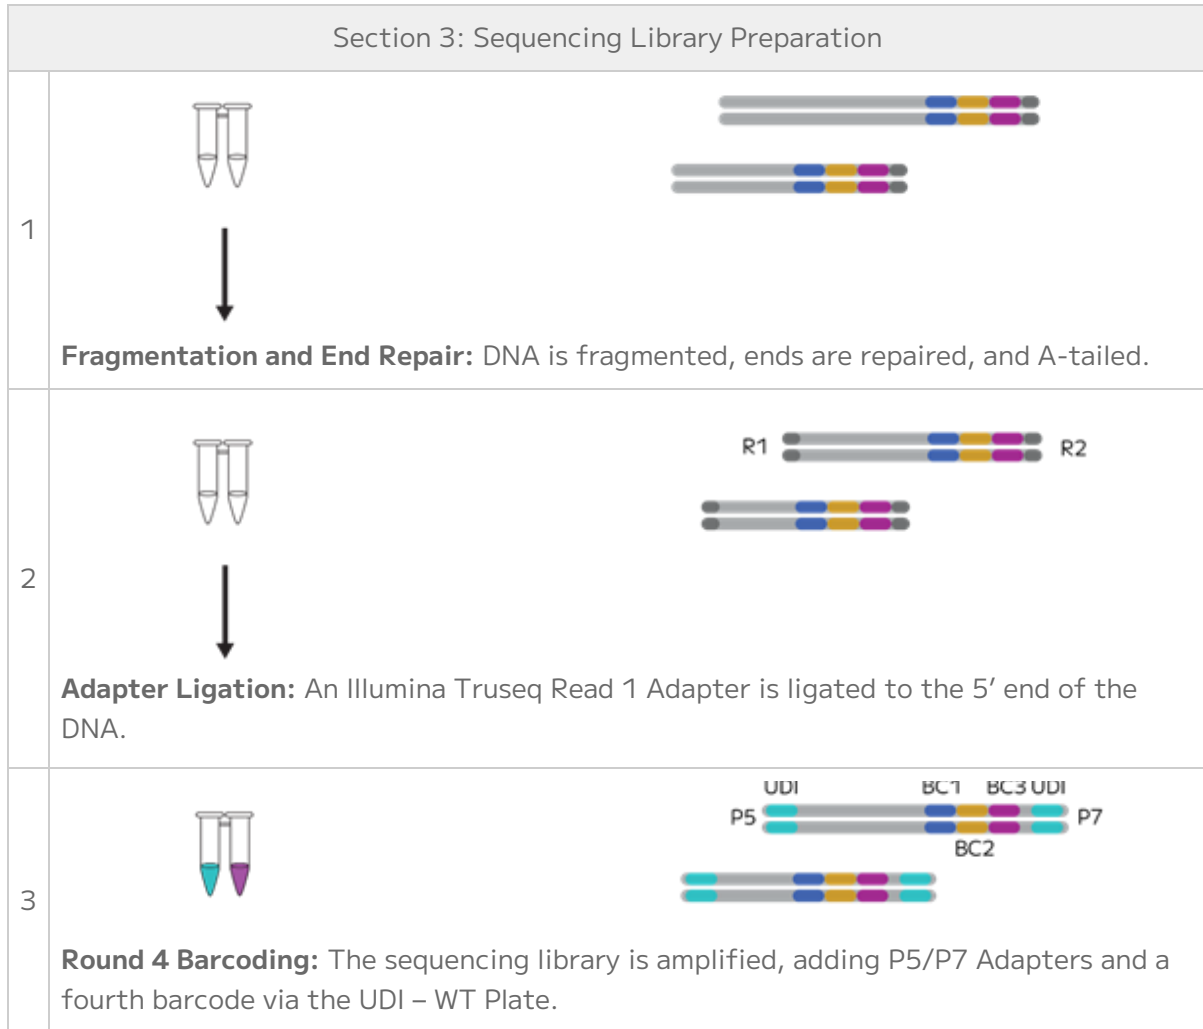 Section 3: Sequencing Library Preparation
1
Fragmentation and End Repair: DNA is fragmented, ends are repaired, and A-tailed.
R1 R2
2
Adapter Ligation: An Illumina Truseq Read 1 Adapter is ligated to the 5’ end of the
DNA.
UDI BC1 BC3 UDI
P5 P7
BC2
3
Round 4 Barcoding: The sequencing library is amplified, adding P5/P7 Adapters and a
fourth barcode via the UDI – WT Plate.